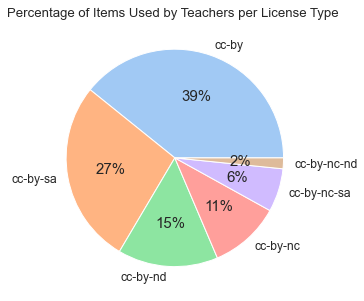 Percentage of Items Used by Teachers per License Type
cc-by
39%
cc-by-sa
27%
cc-by-nd
15%
cc-by-nc
11%
cc-by-nc-sa
6%
cc-by-nc-nd
2%